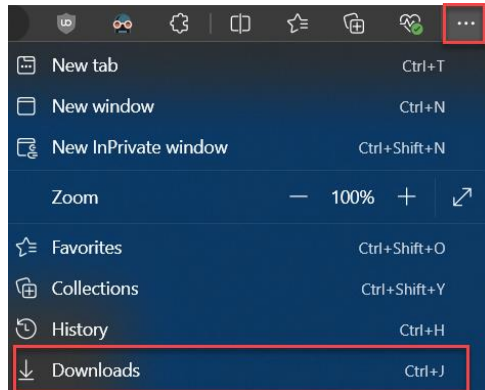 New tab Ctrl+T
New window Ctrl+N
New InPrivate window Ctrl+Shift+N
Zoom — 100% +
Favorites Ctrl+Shift+O
Collections Ctrl+Shift+Y
History Ctrl+H
Downloads Ctrl+J